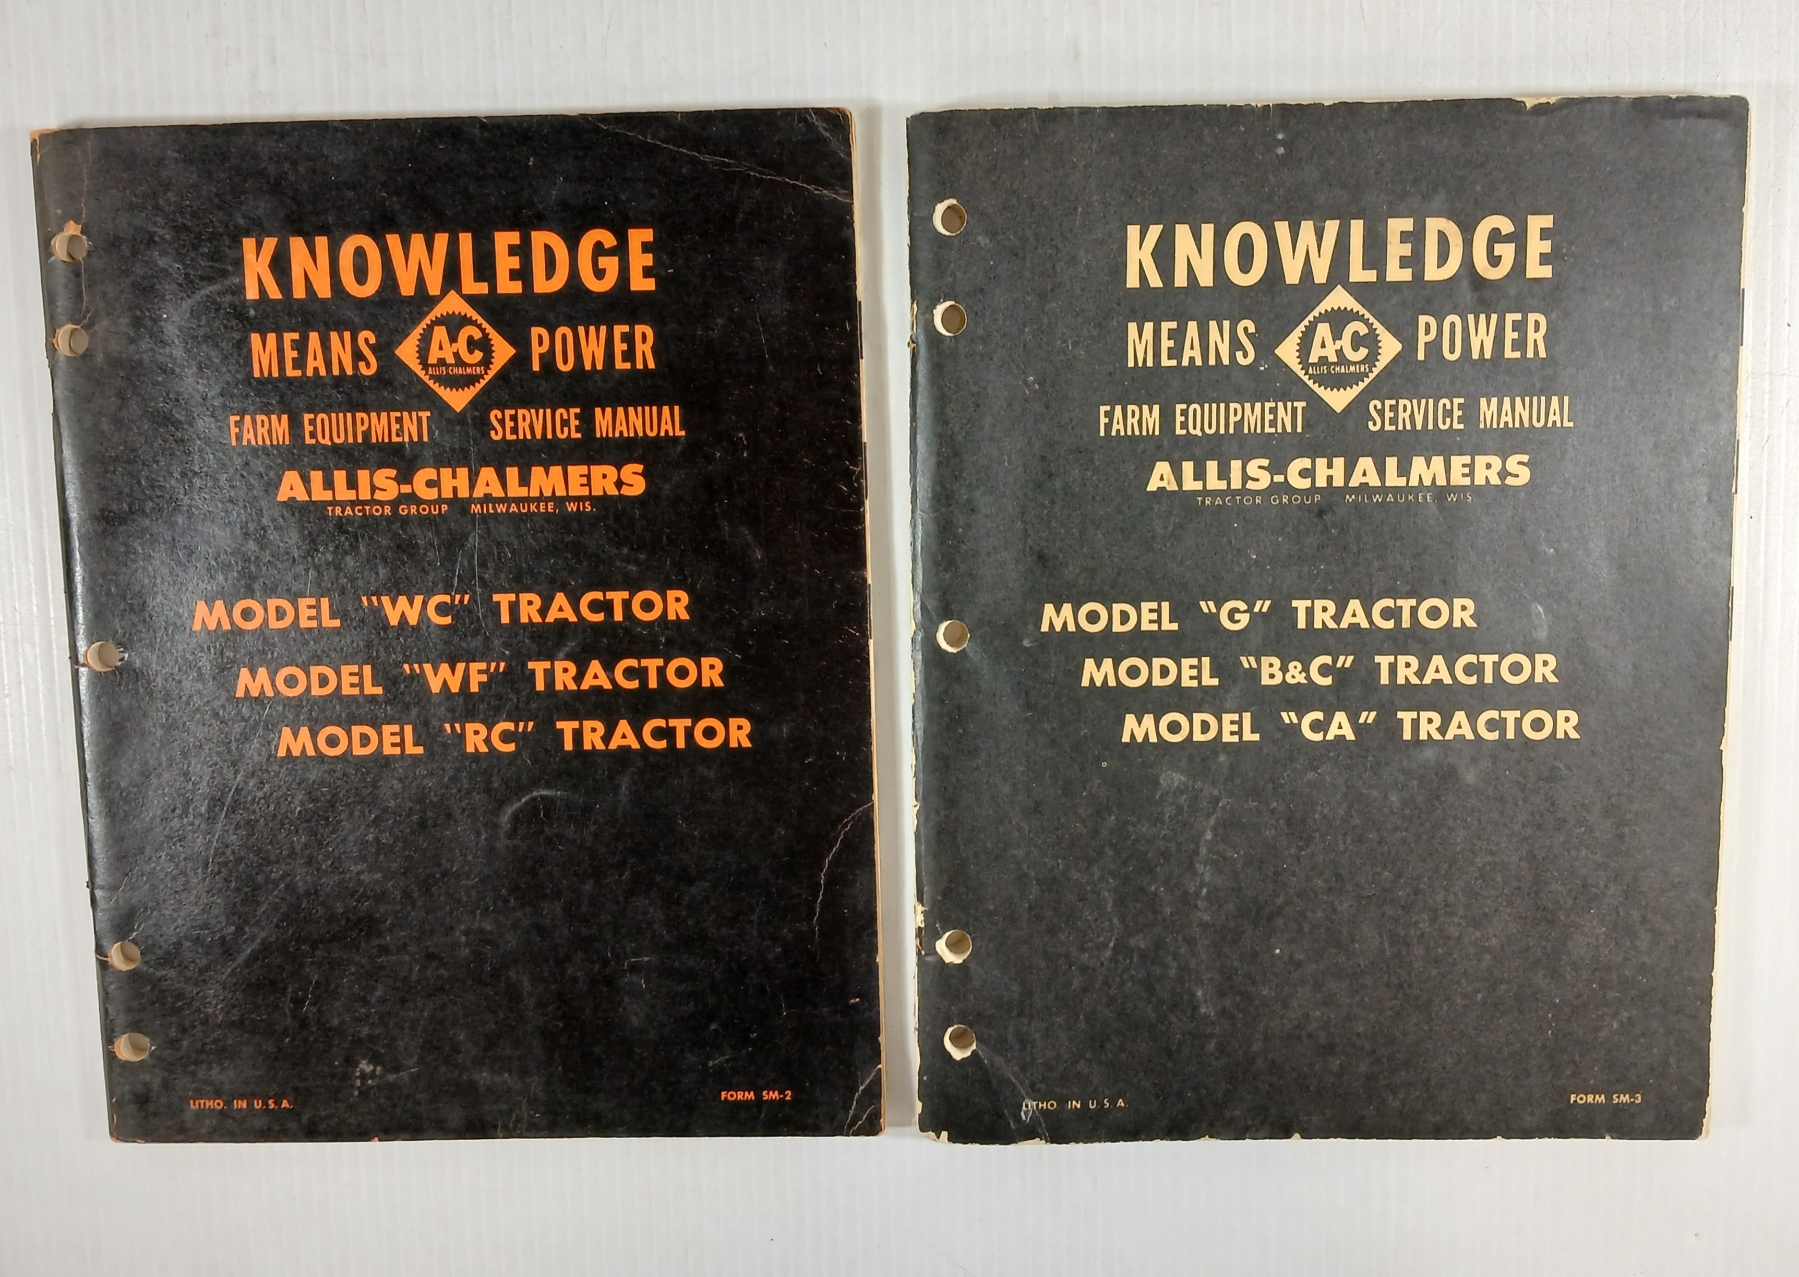 KNOWLEDGE
MEANS A-C POWER
ALLIS-CHALMERS
FARM EQUIPMENT SERVICE MANUAL
ALLIS-CHALMERS
TRACTOR GROUP MILWAUKEE, WIS.
MODEL "WC" TRACTOR
MODEL "WF" TRACTOR
MODEL "RC" TRACTOR
LITHO. IN U.S.A.
FORM SM-2
KNOWLEDGE
MEANS A-C POWER
ALLIS-CHALMERS
FARM EQUIPMENT SERVICE MANUAL
ALLIS-CHALMERS
TRACTOR GROUP MILWAUKEE, WIS
MODEL "G" TRACTOR
MODEL "B&C" TRACTOR
MODEL "CA" TRACTOR
LITHO IN U.S.A.
FORM SM-3